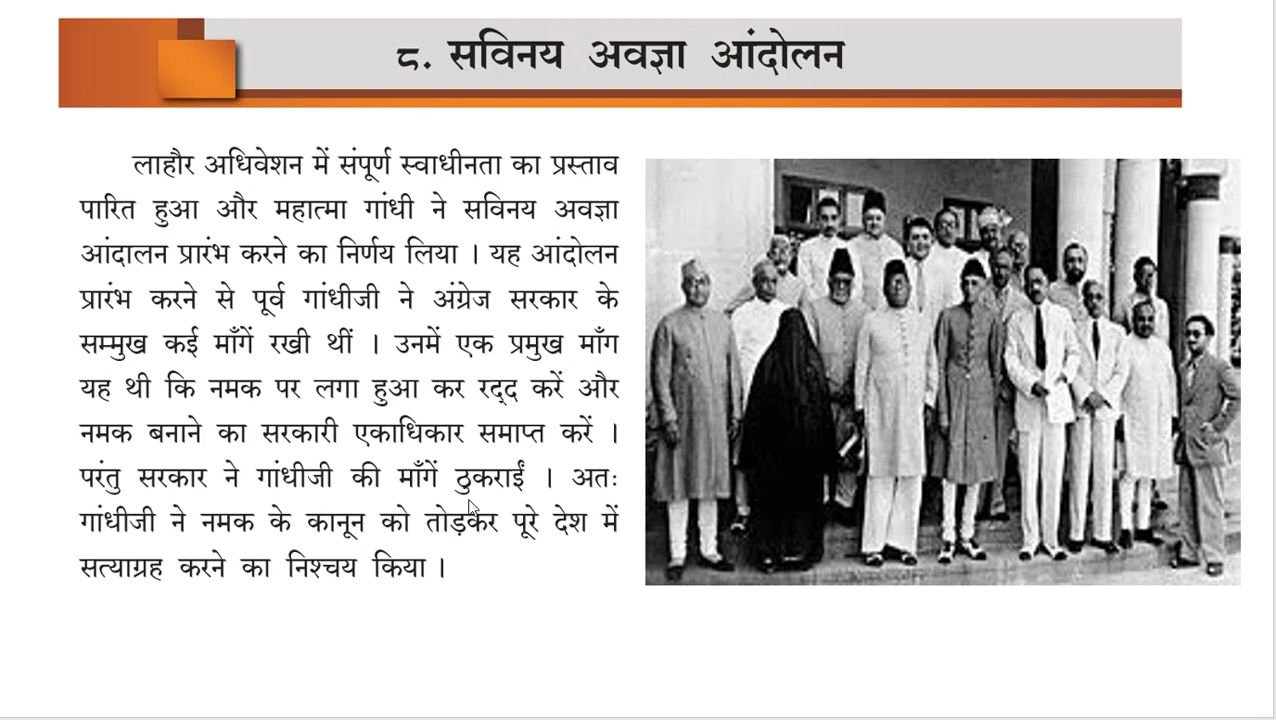 ८. सविनय अवज्ञा आंदोलन
लाहौर अधिवेशन में संपूर्ण स्वाधीनता का प्रस्ताव
पारित हुआ और महात्मा गांधी ने सविनय अवज्ञा
आंदालन प्रारंभ करने का निर्णय लिया । यह आंदोलन
प्रारंभ करने से पूर्व गांधीजी ने अंग्रेज सरकार के
सम्मुख कई माँगें रखी थीं । उनमें एक प्रमुख माँग
यह थी कि नमक पर लगा हुआ कर रद्‌द करें और
नमक बनाने का सरकारी एकाधिकार समाप्त करें ।
परंतु सरकार ने गांधीजी की माँगें ठुकराईं । अतः
गांधीजी ने नमक के कानून को तोड़कर पूरे देश में
सत्याग्रह करने का निश्चय किया ।